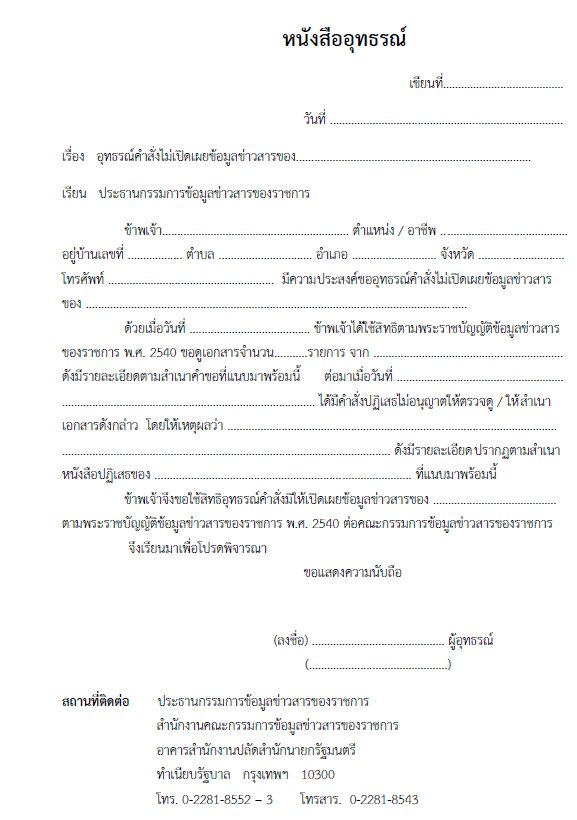 หนังสืออุทธรณ์
เขียนที่........................................
วันที่ ..............................................................................
เรื่อง อุทธรณ์คำสั่งไม่เปิดเผยข้อมูลข่าวสารของ..............................................................................
เรียน ประธานกรรมการข้อมูลข่าวสารของราชการ
ข้าพเจ้า.............................................................. ตำแหน่ง / อาชีพ ..........................................
อยู่บ้านเลขที่ .................. ตำบล ............................... อำเภอ ............................ จังหวัด ............................
โทรศัพท์ ....................................................... มีความประสงค์ขออุทธรณ์คำสั่งไม่เปิดเผยข้อมูลข่าวสาร
ของ ...............................................................................................................................
ด้วยเมื่อวันที่ ........................................ ข้าพเจ้าได้ใช้สิทธิตามพระราชบัญญัติข้อมูลข่าวสาร
ของราชการ พ.ศ. 2540 ขอดูเอกสารจำนวน...........รายการ จาก ...............................................................
ดังมีรายละเอียดตามสำเนาคำขอที่แนบมาพร้อมนี้ ต่อมาเมื่อวันที่ .......................................................
.................................................................................... ได้มีคำสั่งปฏิเสธไม่อนุญาตให้ตรวจดู / ให้สำเนา
เอกสารดังกล่าว โดยให้เหตุผลว่า ..............................................................................................................
.............................................................................................................. ดังมีรายละเอียดปรากฏตามสำเนา
หนังสือปฏิเสธของ ..................................................................................... ที่แนบมาพร้อมนี้
ข้าพเจ้าจึงขอใช้สิทธิอุทธรณ์คำสั่งมิให้เปิดเผยข้อมูลข่าวสารของ .........................................
ตามพระราชบัญญัติข้อมูลข่าวสารของราชการ พ.ศ. 2540 ต่อคณะกรรมการข้อมูลข่าวสารของราชการ
จึงเรียนมาเพื่อโปรดพิจารณา
ขอแสดงความนับถือ
(ลงชื่อ) ............................................ ผู้อุทธรณ์
(..............................................)
สถานที่ติดต่อ ประธานกรรมการข้อมูลข่าวสารของราชการ
สำนักงานคณะกรรมการข้อมูลข่าวสารของราชการ
อาคารสำนักงานปลัดสำนักนายกรัฐมนตรี
ทำเนียบรัฐบาล กรุงเทพฯ 10300
โทร. 0-2281-8552 – 3 โทรสาร. 0-2281-8543